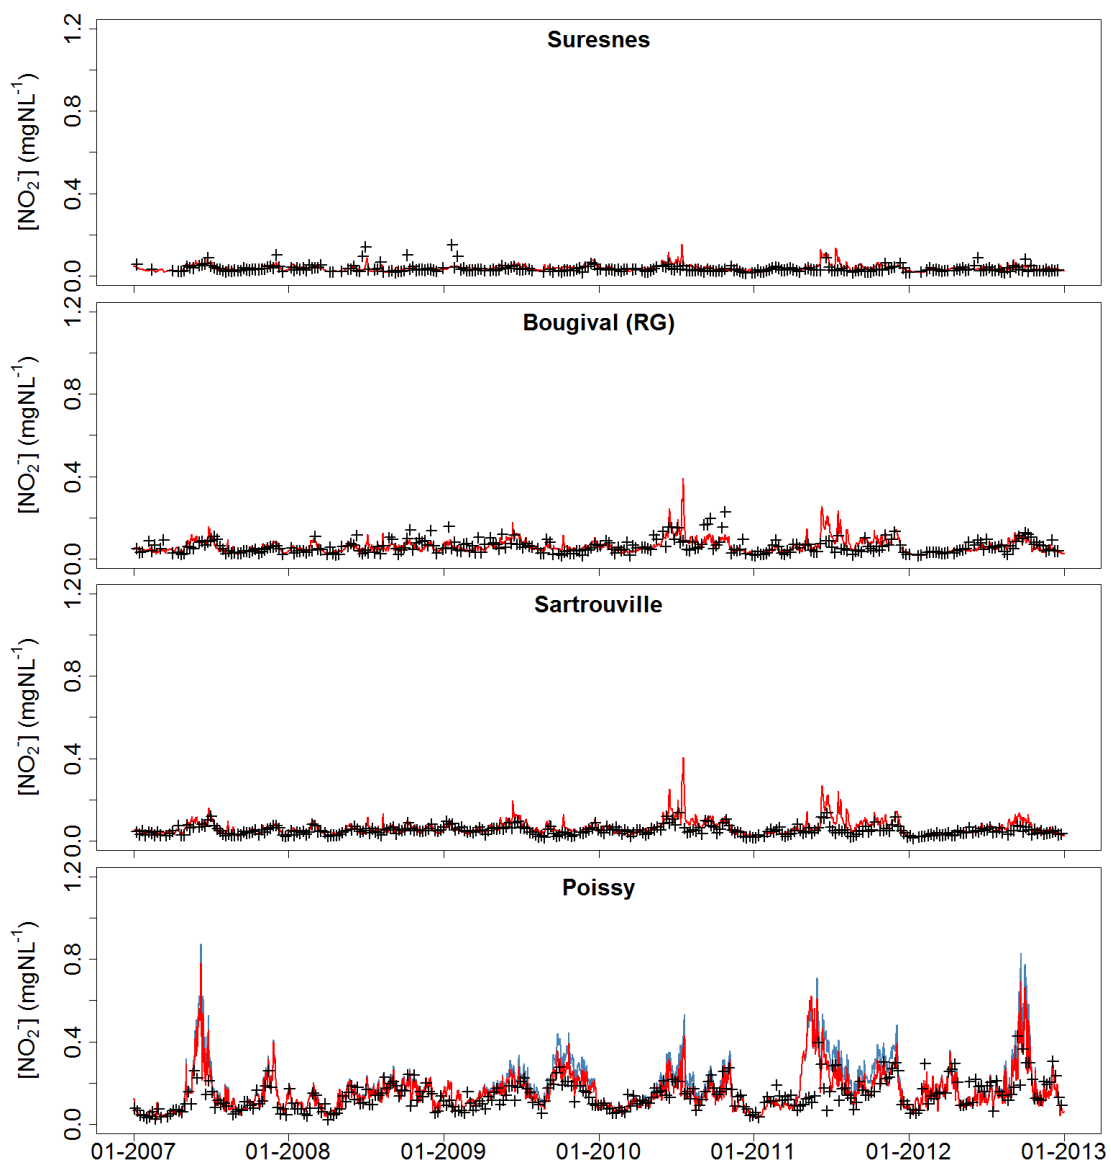 Suresnes
[NO₂⁻] (mgNL⁻¹)
1.2
0.8
0.4
0.0
Bougival (RG)
[NO₂⁻] (mgNL⁻¹)
1.2
0.8
0.4
0.0
Sartrouville
[NO₂⁻] (mgNL⁻¹)
1.2
0.8
0.4
0.0
Poissy
[NO₂⁻] (mgNL⁻¹)
1.2
0.8
0.4
0.0
01-2007 01-2008 01-2009 01-2010 01-2011 01-2012 01-2013